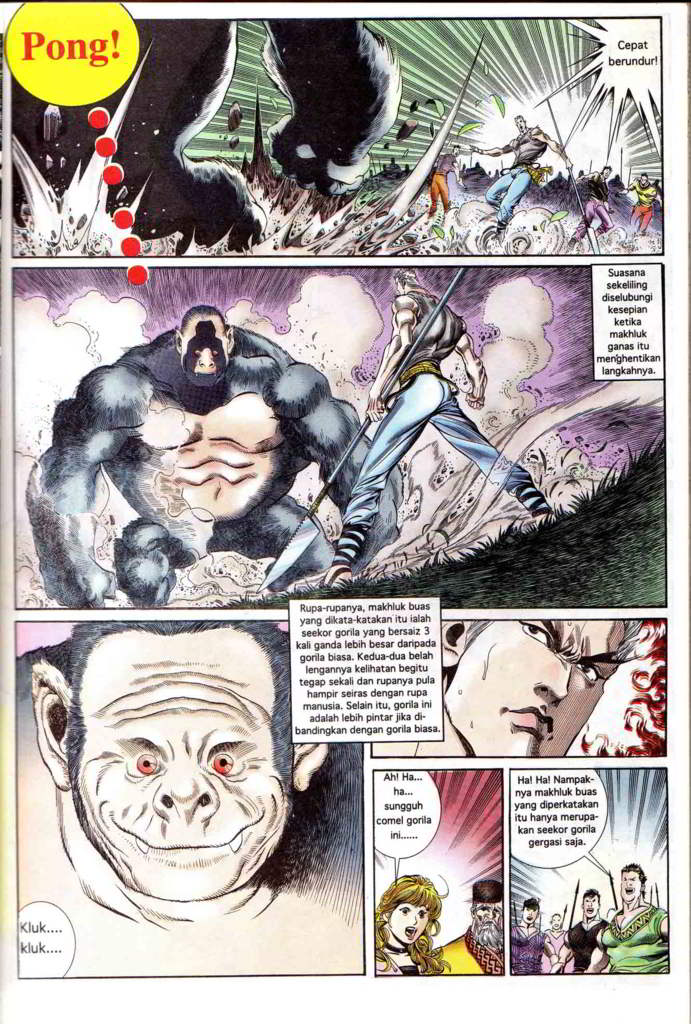 Pong!
Cepat
berundur!
Suasana
sekeliling
diselubungi
kesepian
ketika
makhluk
ganas itu
menghentikan
langkahnya.
Rupa-rupanya, makhluk buas
yang dikata-katakan itu ialah
seekor gorila yang bersaiz 3
kali ganda lebih besar daripada
gorila biasa. Kedua-dua belah
lengannya kelihatan begitu
tegap sekali dan rupanya pula
hampir seiras dengan rupa
manusia. Selain itu, gorila ini
adalah lebih pintar jika di-
bandingkan dengan gorila biasa.
Kluk....
kluk....
Ah! Ha...
ha...
sungguh
comel gorila
ini......
Ha! Ha! Nampak-
nya makhluk buas
yang diperkatakan
itu hanya merupa-
kan seekor gorila
gergasi saja.